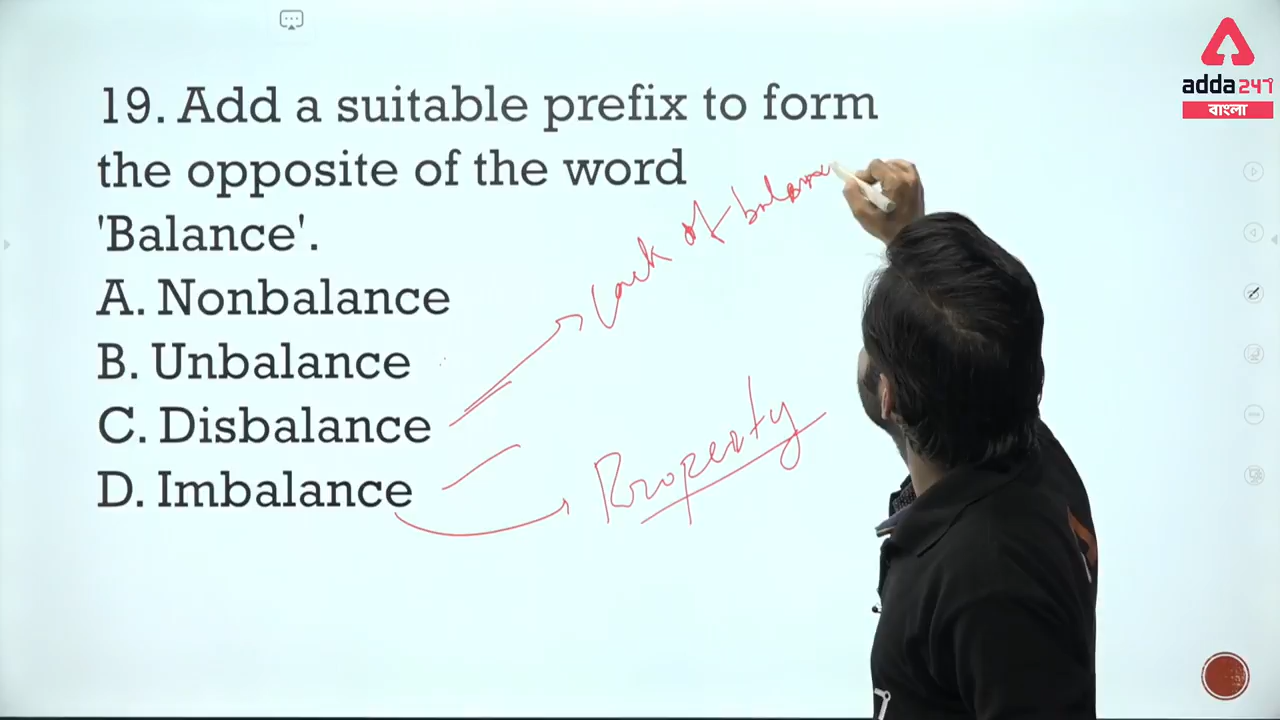 19. Add a suitable prefix to form
the opposite of the word
'Balance'.
A. Nonbalance
B. Unbalance
C. Disbalance
D. Imbalance
Lack of balance
Property
adda 247
বাংলা